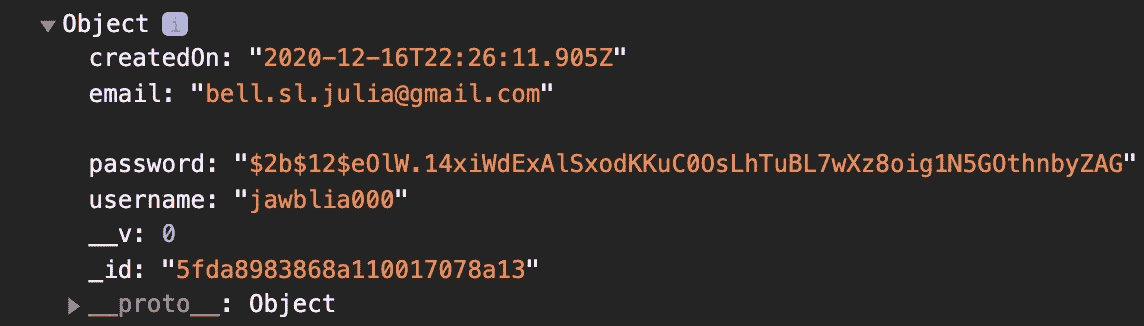 ▼Object i
createdOn: "2020-12-16T22:26:11.905Z"
email: "bell.sl.julia@gmail.com"
password: "$2b$12$eOlW.14xiWdExAlSxodKKuC0OsLhTuBL7wXz8oig1N5GOthnbyZAG"
username: "jawblia000"
__v: 0
_id: "5fda8983868a110017078a13"
▶__proto__: Object